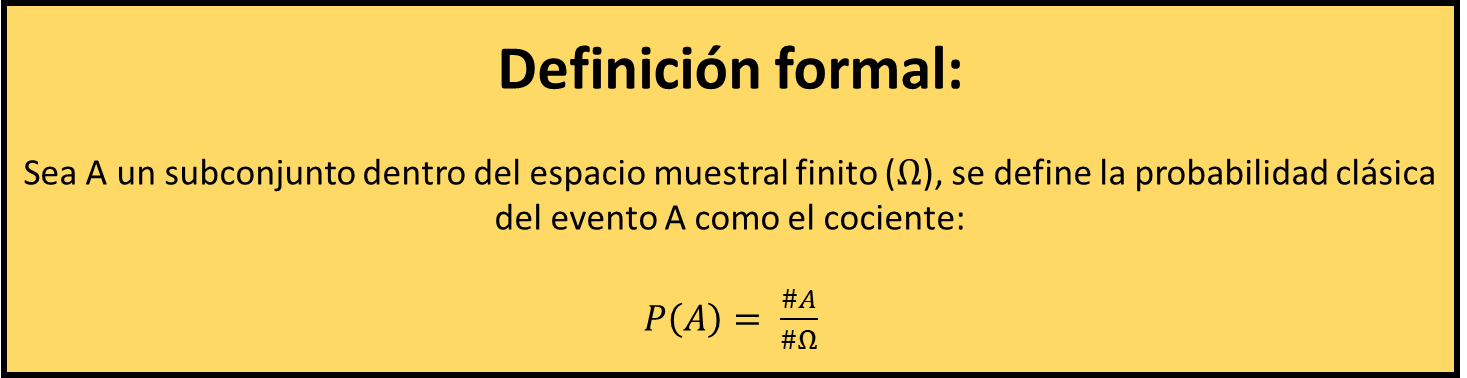 Definición formal:
Sea A un subconjunto dentro del espacio muestral finito (Ω), se define la probabilidad clásica
del evento A como el cociente:
P(A) = #A/#Ω